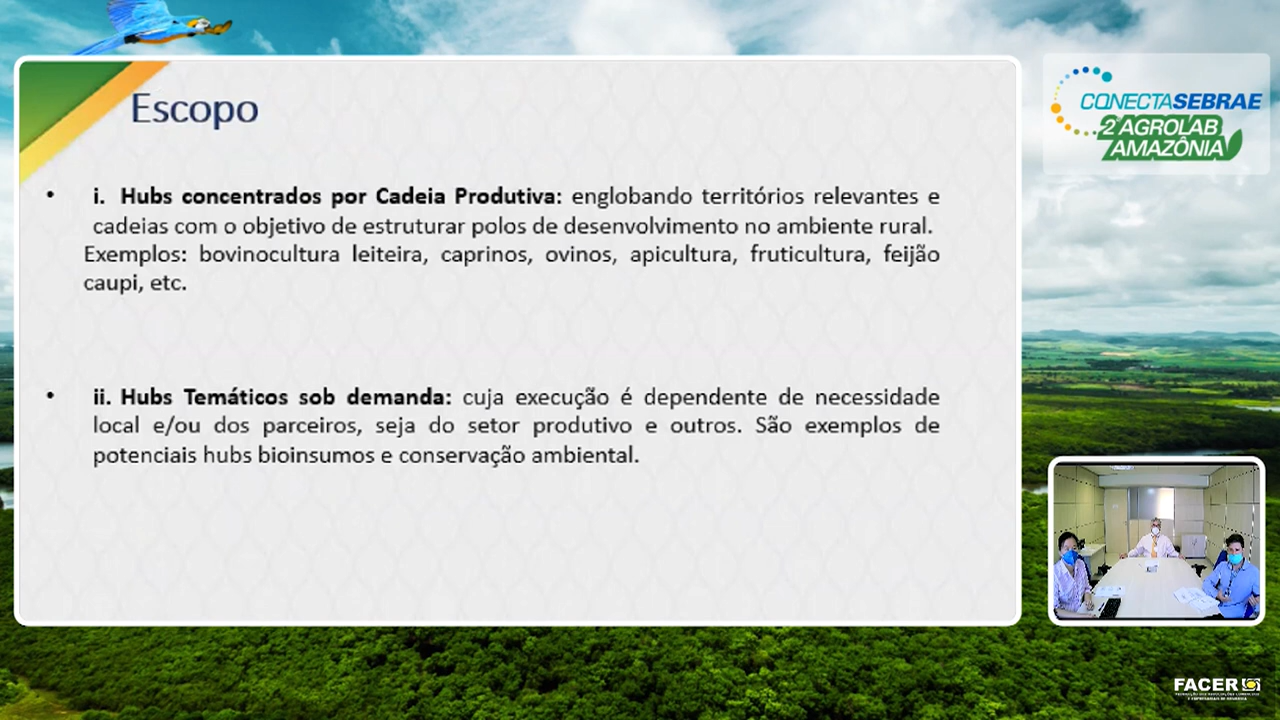 Escopo
• i. Hubs concentrados por Cadeia Produtiva: englobando territórios relevantes e
cadeias com o objetivo de estruturar polos de desenvolvimento no ambiente rural.
Exemplos: bovinocultura leiteira, caprinos, ovinos, apicultura, fruticultura, feijão
caupi, etc.
• ii. Hubs Temáticos sob demanda: cuja execução é dependente de necessidade
local e/ou dos parceiros, seja do setor produtivo e outros. São exemplos de
potenciais hubs bioinsumos e conservação ambiental.
CONECTASEBRAE
2º AGROLAB
AMAZÔNIA
FACER